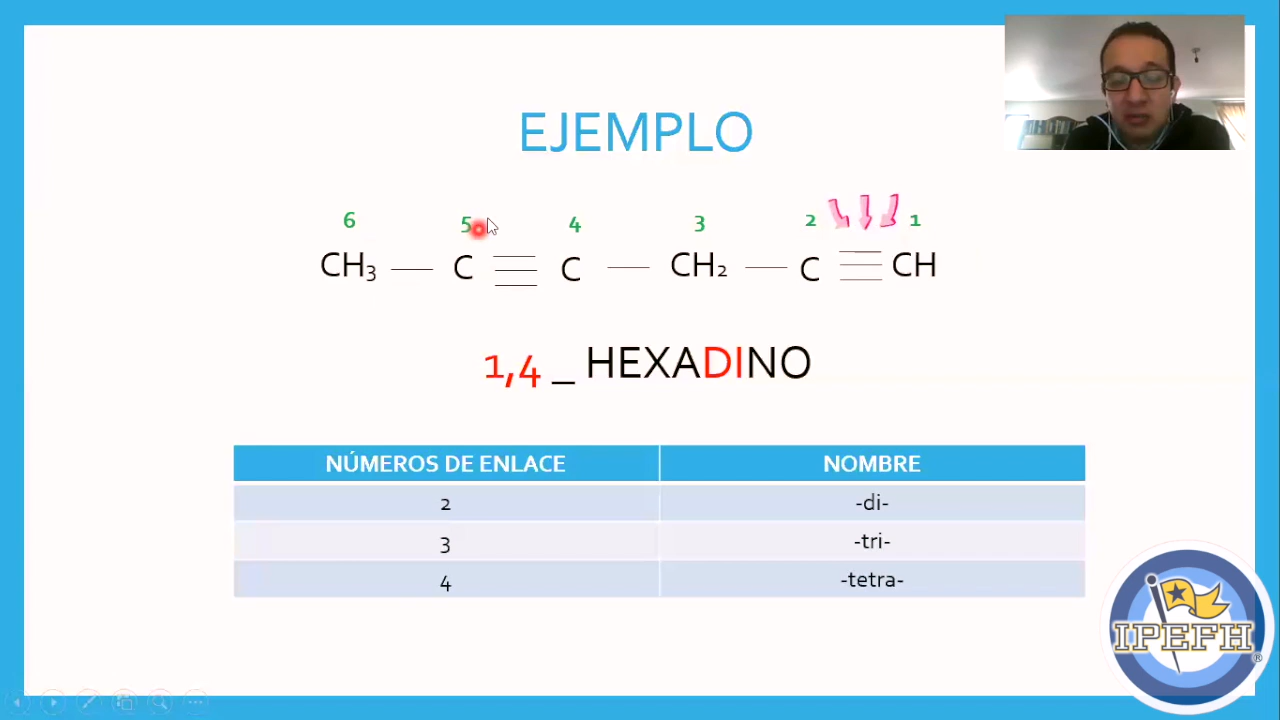 EJEMPLO
6 5 4 3 2 1
CH₃ — C ≡ C — CH₂ — C ≡ CH
1,4 _ HEXADINO
NÚMEROS DE ENLACE NOMBRE
2 -di-
3 -tri-
4 -tetra-
IPEFH®